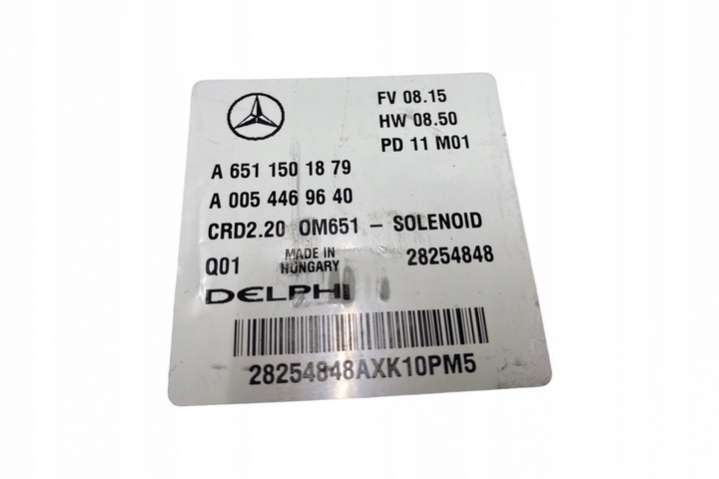 FV 08.15
HW 08.50
PD 11 M01
A 651 150 18 79
A 005 446 96 40
CRD2.20 OM651 – SOLENOID
Q01 MADE IN HUNGARY 28254848
DELPHI
28254848AXK10PM5